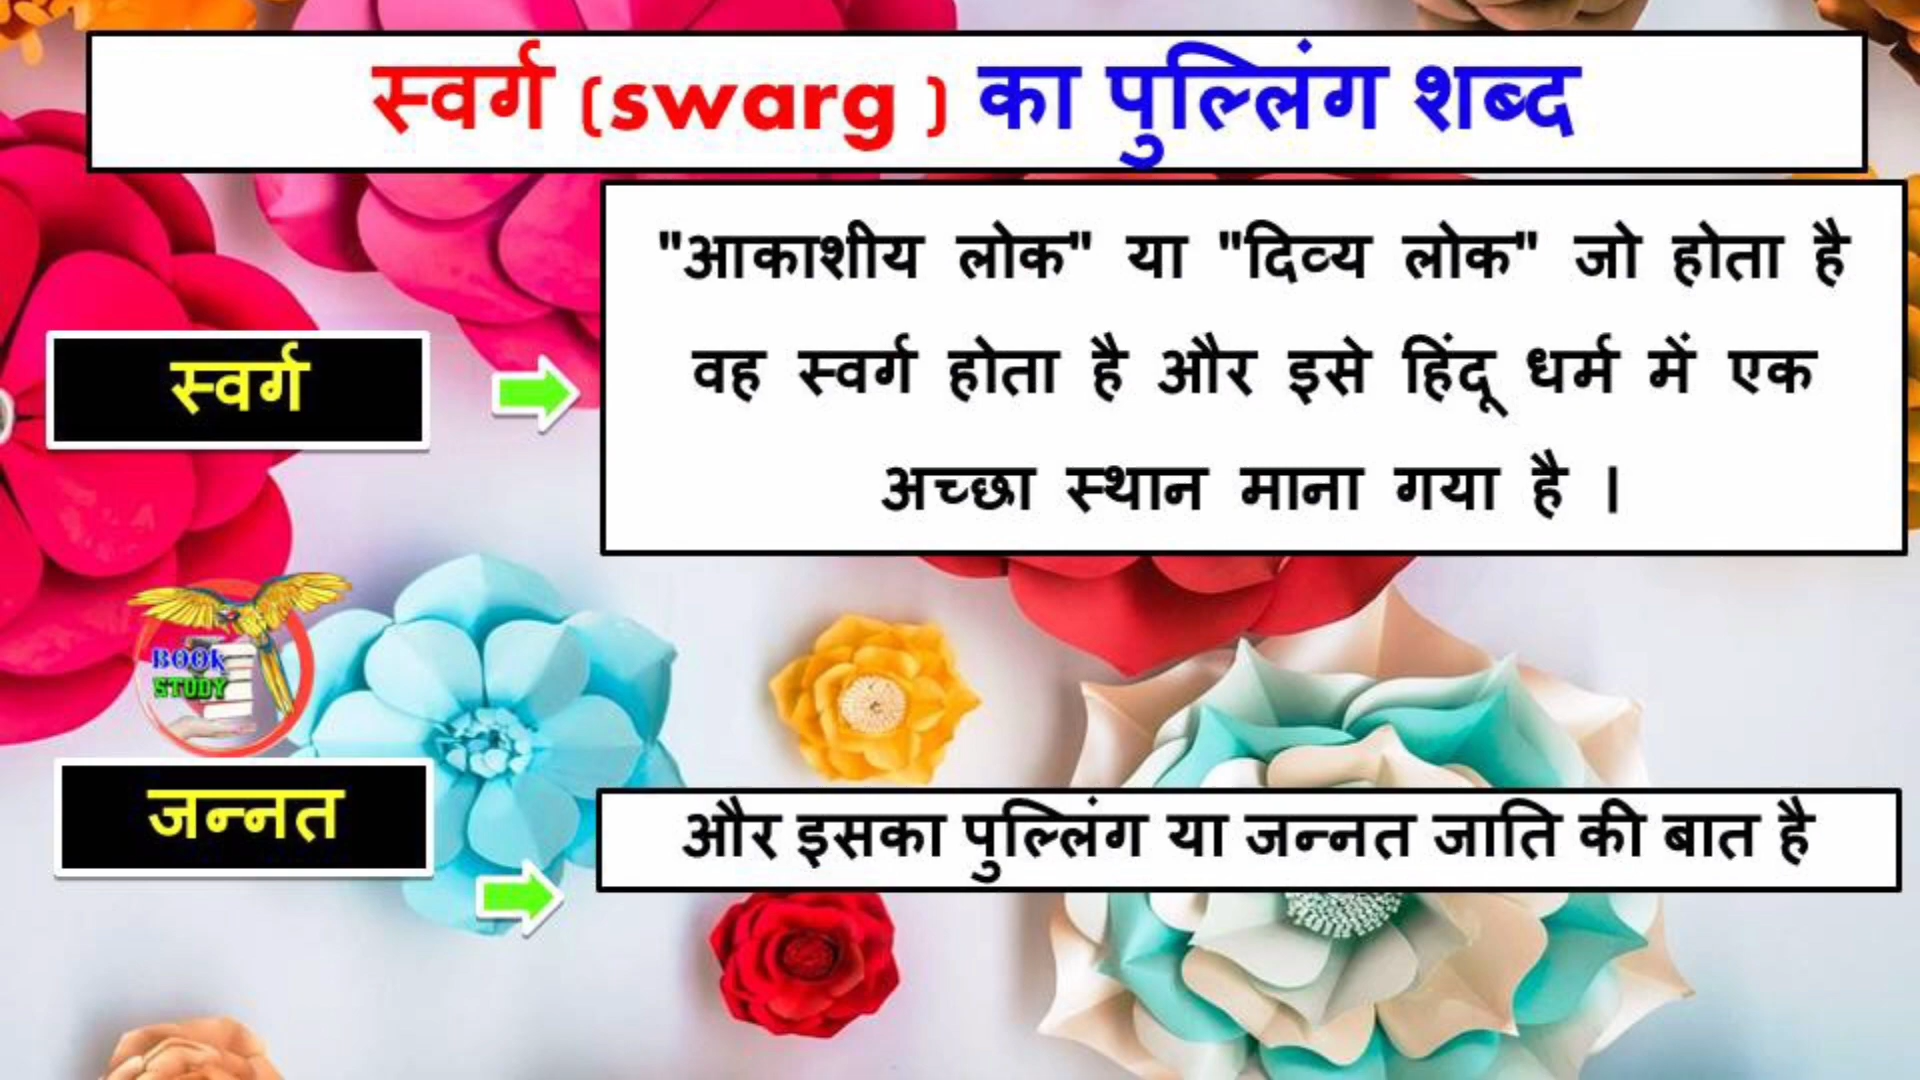 स्वर्ग (swarg ) का पुल्लिंग शब्द
"आकाशीय लोक" या "दिव्य लोक" जो होता है
वह स्वर्ग होता है और इसे हिंदू धर्म में एक
अच्छा स्थान माना गया है ।
स्वर्ग
BOOK
STUDY
जन्नत
और इसका पुल्लिंग या जन्नत जाति की बात है